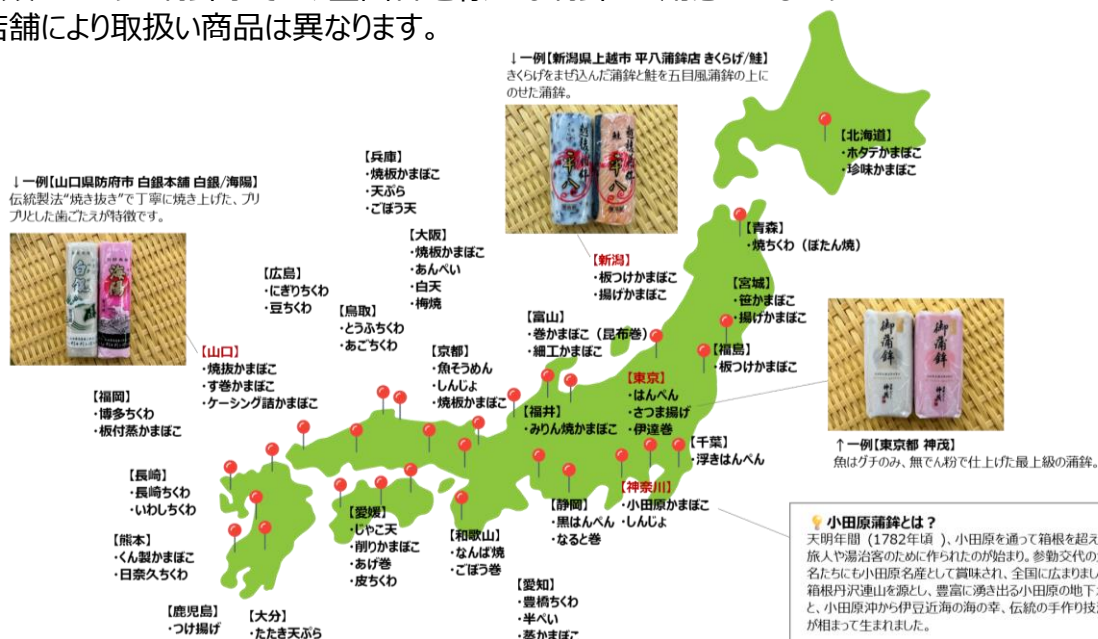 店舗により取扱い商品は異なります。
↓一例【新潟県上越市 平八蒲鉾店 きくらげ/鮭】
きくらげをまぜ込んだ蒲鉾と鮭を五目風蒲鉾の上に
のせた蒲鉾。
平八
鮭
平八
【北海道】
・ホタテかまぼこ
・珍味かまぼこ
【兵庫】
・焼板かまぼこ
・天ぷら
・ごぼう天
↓一例【山口県防府市 白銀本舗 白銀/海陽】
伝統製法“焼き抜き”で丁寧に焼き上げた、プリ
プリとした歯ごたえが特徴です。
白銀
海陽
【青森】
・焼ちくわ（ぼたん焼）
【大阪】
・焼板かまぼこ
・あんぺい
・白天
・梅焼
【新潟】
・板つけかまぼこ
・揚げかまぼこ
【広島】
・にぎりちくわ
・豆ちくわ
【宮城】
・笹かまぼこ
・揚げかまぼこ
【鳥取】
・とうふちくわ
・あごちくわ
【富山】
・巻かまぼこ（昆布巻）
・細工かまぼこ
御蒲鉾
御蒲鉾
【山口】
・焼抜かまぼこ
・す巻かまぼこ
・ケーシング詰かまぼこ
【京都】
・魚そうめん
・しんじょ
・焼板かまぼこ
【福島】
・板つけかまぼこ
【東京】
・はんぺん
・さつま揚げ
・伊達巻
【福岡】
・博多ちくわ
・板付蒸かまぼこ
【福井】
・みりん焼かまぼこ
【千葉】
・浮きはんぺん
↑一例【東京都 神茂】
魚はグチのみ、無でん粉で仕上げた最上級の蒲鉾。
【長崎】
・長崎ちくわ
・いわしちくわ
【神奈川】
・小田原かまぼこ
・しんじょ
【静岡】
・黒はんぺん
・なると巻
【愛媛】
・じゃこ天
・削りかまぼこ
・あげ巻
・皮ちくわ
【和歌山】
・なんば焼
・ごぼう巻
【熊本】
・くん製かまぼこ
・日奈久ちくわ
小田原蒲鉾とは？
天明年間（1782年頃）、小田原を通って箱根を超え
旅人や湯治客のために作られたのが始まり。参勤交代の
名たちにも小田原名産として賞味され、全国に広まりまし
箱根丹沢連山を源とし、豊富に湧き出る小田原の地下
と、小田原沖から伊豆近海の海の幸、伝統の手作り技
が相まって生まれました。
【愛知】
・豊橋ちくわ
・半ぺい
・蒸かまぼこ
【鹿児島】
・つけ揚げ
【大分】
・たたき天ぷら